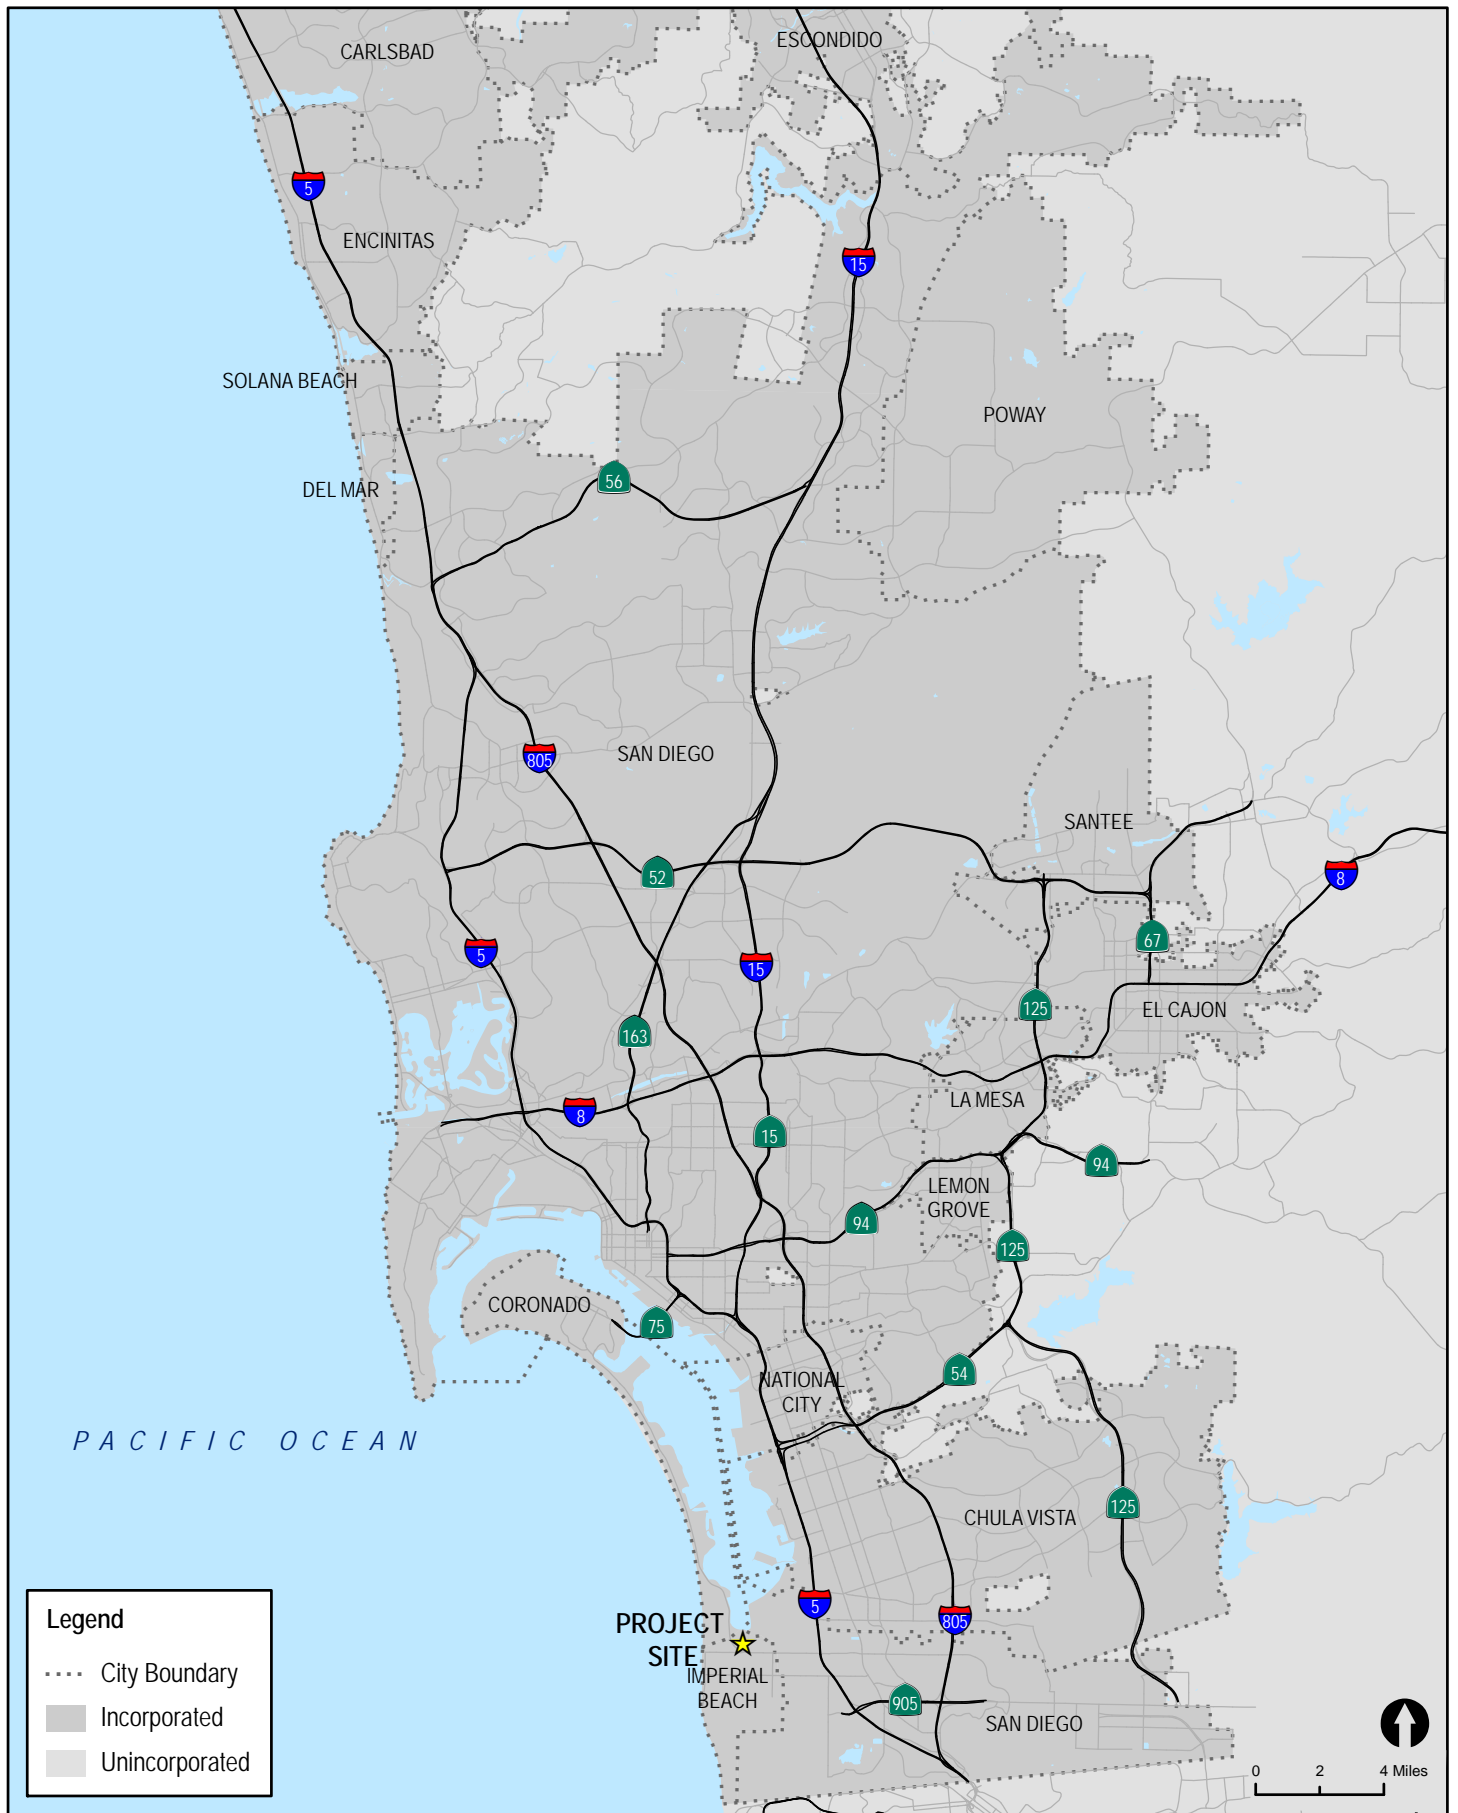 CARLSBAD
ESCONDIDO
5
ENCINITAS
15
SOLANA BEACH
POWAY
DEL MAR
56
SAN DIEGO
805
SANTEE
52
8
67
5
15
125
EL CAJON
163
LA MESA
8
15
94
LEMON
GROVE
94
125
CORONADO
75
54
NATIONAL
CITY
PACIFIC OCEAN
125
CHULA VISTA
5
805
PROJECT
SITE
IMPERIAL
BEACH
905
SAN DIEGO
Legend
City Boundary
Incorporated
Unincorporated
0 2 4 Miles